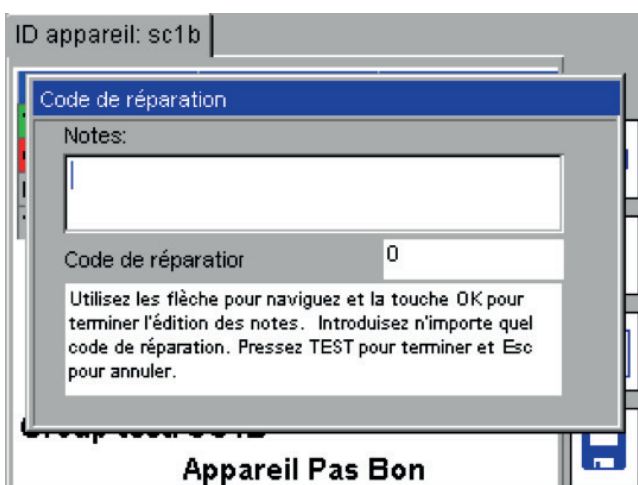 ID appareil: sc1b
Code de réparation
Notes:
Code de réparatior
0
Utilisez les flèche pour naviguez et la touche OK pour
terminer l'édition des notes. Introduisez n'importe quel
code de réparation. Pressez TEST pour terminer et Esc
pour annuler.
Appareil Pas Bon